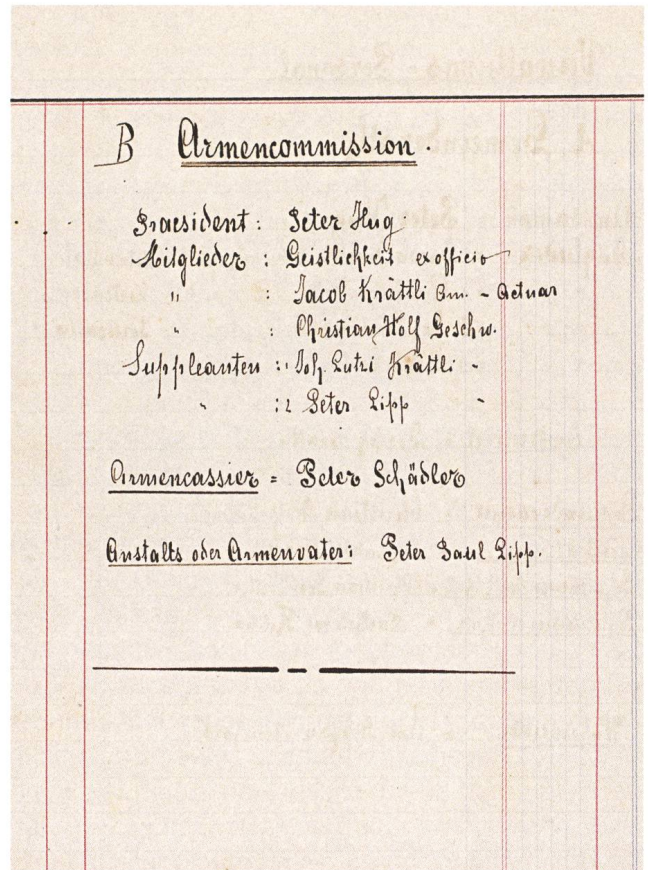 B Armencommission.
Praesident: Peter Hug
Mitglieder: Geistlichkeit ex officio
" : Jacob Krättli Am. - Actuar
" : Christian Wolf Geschw.
Suppleanten :1 Joh. Luzi Krättli "
" :2 Peter Lipp "
Armencassier = Peter Schädler
Anstalts oder Armenvater: Peter Paul Lipp.